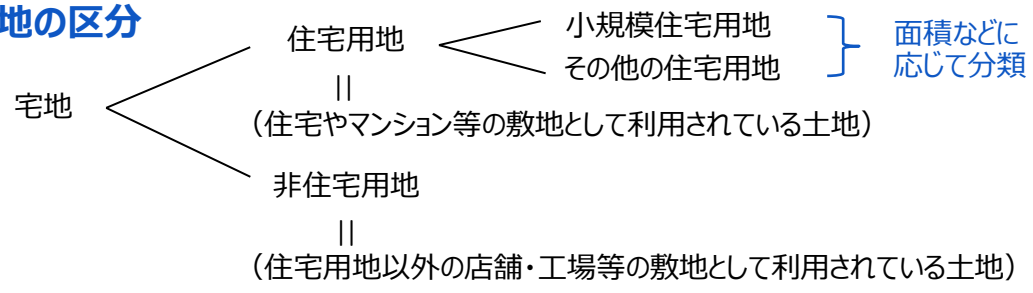 地の区分
宅地
住宅用地
小規模住宅用地
その他の住宅用地
面積などに
応じて分類
||
（住宅やマンション等の敷地として利用されている土地）
非住宅用地
||
（住宅用地以外の店舗・工場等の敷地として利用されている土地）